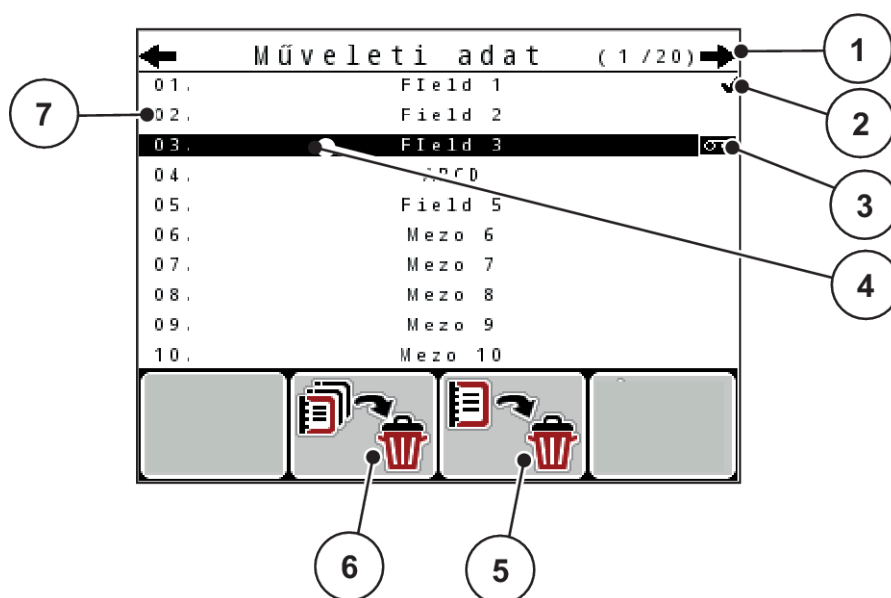 Műveleti adat (1/20)
01. FIeld 1
02. Field 2
03. FIeld 3
04. ABCD
05. Field 5
06. Mezo 6
07. Mezo 7
08. Mezo 8
09. Mezo 9
10. Mezo 10
1
2
3
4
5
6
7